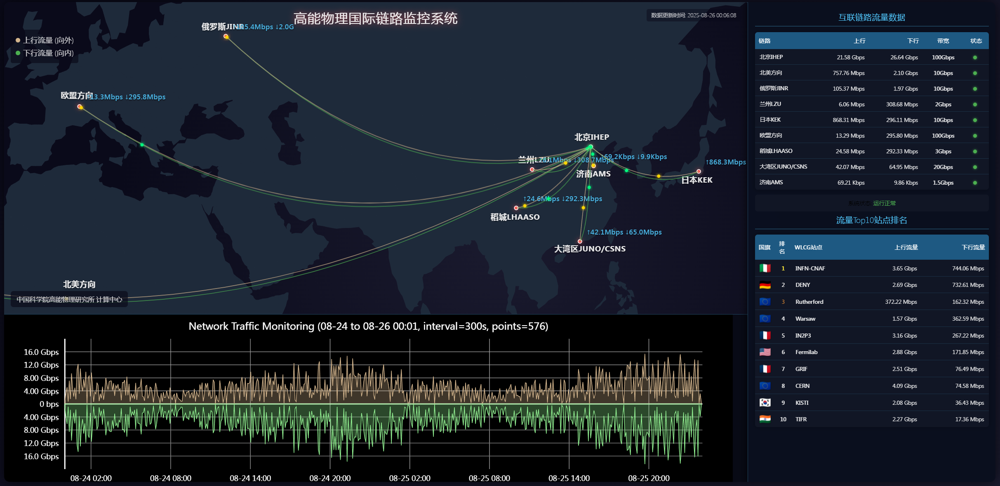 高能物理国际链路监控系统
数据更新时间: 2025-08-26 00:06:08
上行流量 (向外)
下行流量 (向内)
俄罗斯JINR
5.4Mbps ↓2.0G
欧盟方向
13.3Mbps ↓295.8Mbps
北京IHEP
兰州LZU
↓308.7Mbps
69.2Kbps ↓9.9Kbps
济南AMS
↑868.3Mbps
日本KEK
↑24.6Mbps ↓292.3Mbps
稻城LHAASO
↑42.1Mbps ↓65.0Mbps
大湾区JUNO/CSNS
北美方向
中国科学院高能物理研究所 计算中心
Network Traffic Monitoring (08-24 to 08-26 00:01, interval=300s, points=576)
16.0 Gbps
12.0 Gbps
8.00 Gbps
4.00 Gbps
0 bps
4.00 Gbps
8.00 Gbps
12.0 Gbps
16.0 Gbps
08-24 02:00 08-24 08:00 08-24 14:00 08-24 20:00 08-25 02:00 08-25 08:00 08-25 14:00 08-25 20:00
互联链路流量数据
链路 上行 下行 带宽 状态
北京IHEP 21.58 Gbps 26.64 Gbps 100Gbps
北美方向 757.76 Mbps 2.10 Gbps 10Gbps
俄罗斯JINR 105.37 Mbps 1.97 Gbps 10Gbps
兰州LZU 6.06 Mbps 308.68 Mbps 2Gbps
日本KEK 868.31 Mbps 296.11 Mbps 10Gbps
欧盟方向 13.29 Mbps 295.80 Mbps 100Gbps
稻城LHAASO 24.58 Mbps 292.33 Mbps 3Gbps
大湾区JUNO/CSNS 42.07 Mbps 64.95 Mbps 20Gbps
济南AMS 69.21 Kbps 9.86 Kbps 1.5Gbps
系统状态: 运行正常
流量Top10站点排名
国旗 排名 WLCG站点 上行流量 下行流量
1 INFN-CNAF 3.65 Gbps 744.06 Mbps
2 DENY 2.69 Gbps 732.61 Mbps
3 Rutherford 372.22 Mbps 162.32 Mbps
4 Warsaw 1.57 Gbps 362.59 Mbps
5 IN2P3 3.16 Gbps 267.22 Mbps
6 Fermilab 2.88 Gbps 171.85 Mbps
7 GRIF 2.51 Gbps 76.49 Mbps
8 CERN 4.09 Gbps 74.58 Mbps
9 KISTI 2.08 Gbps 36.43 Mbps
10 TIFR 2.27 Gbps 17.36 Mbps